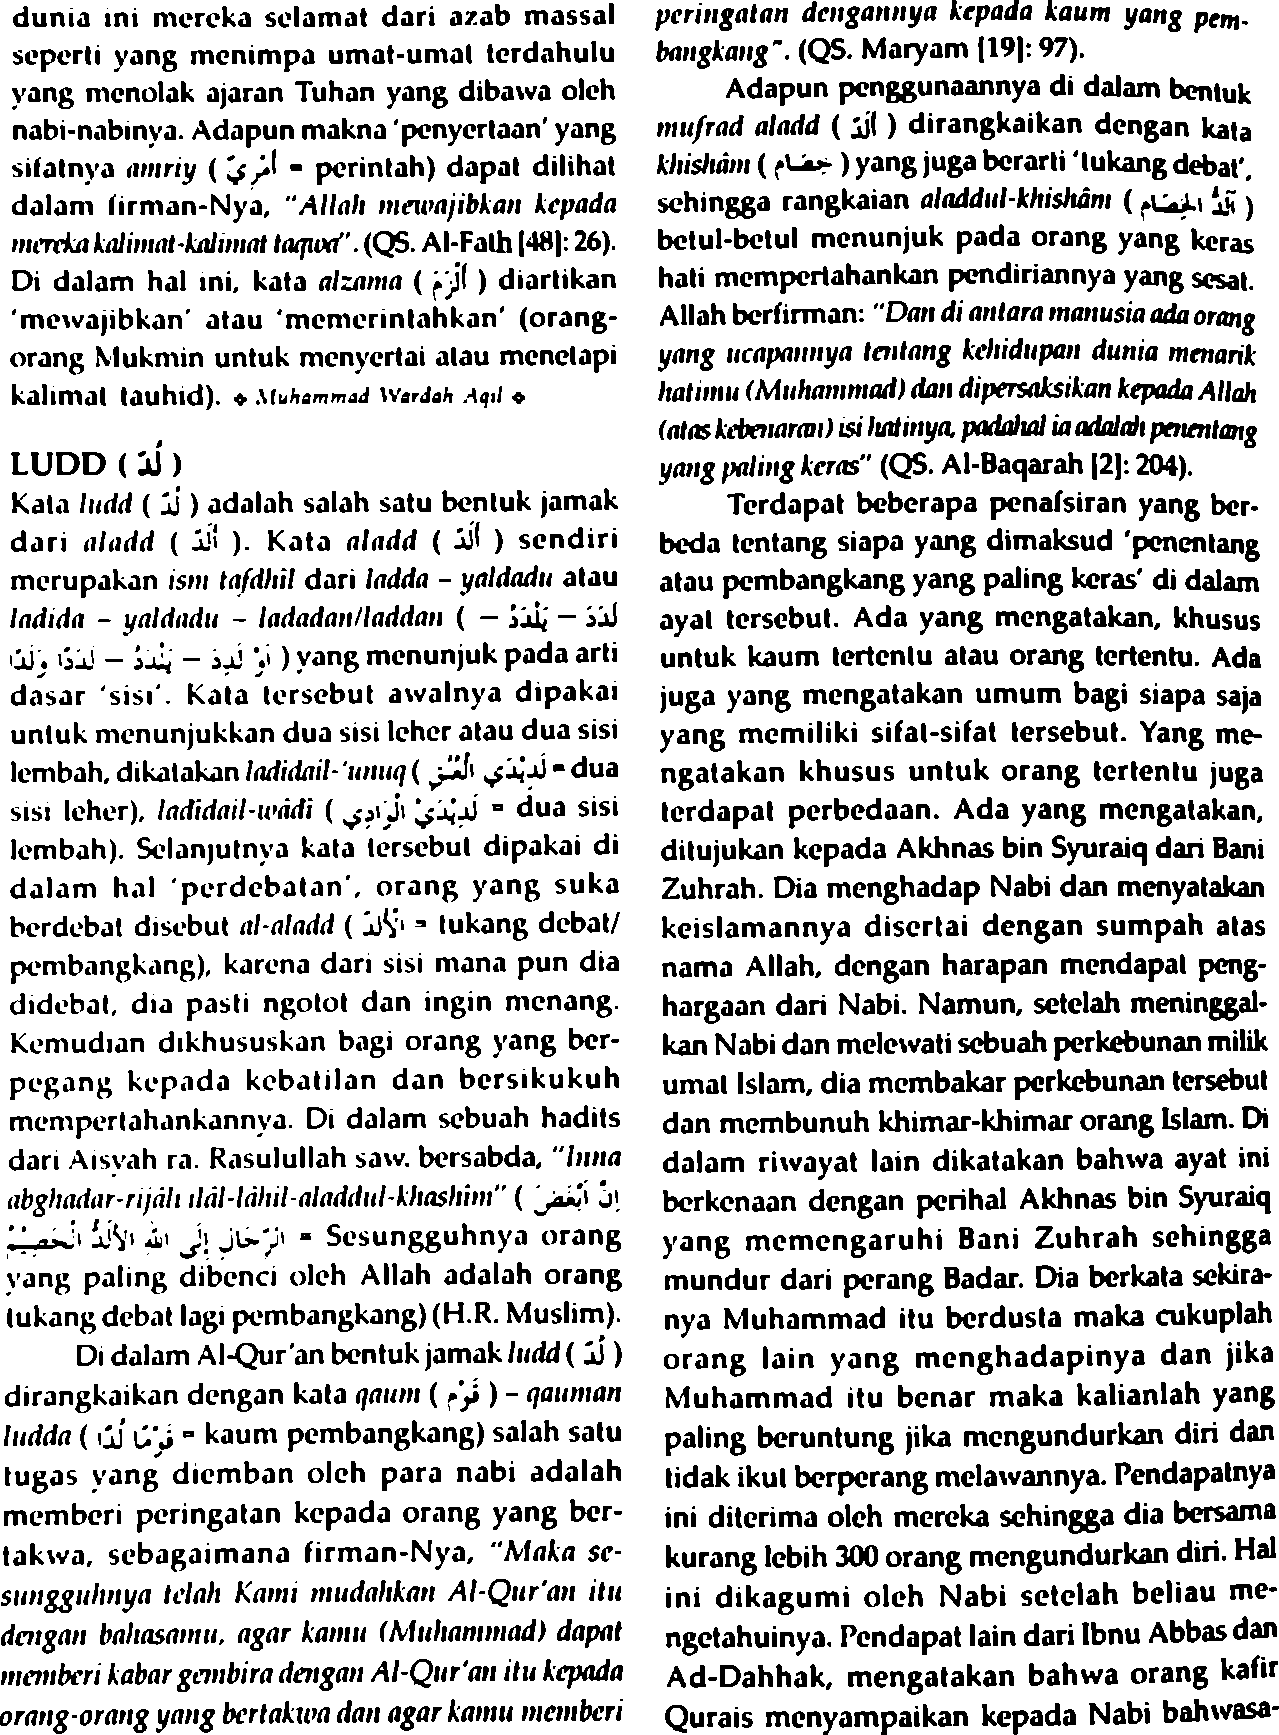 dunia ini mereka selamat dari azab massal
seperti yang menimpa umat-umat terdahulu
yang menolak ajaran Tuhan yang dibawa oleh
nabi-nabinya. Adapun makna 'penyertaan' yang
sifatnya amriy ( أَمْرِيّ = perintah) dapat dilihat
dalam firman-Nya, "Allah mewajibkan kepada
mereka kalimat-kalimat taqwa". (QS. Al-Fath [48]: 26).
Di dalam hal ini, kata alzama ( أَلْزَمَ ) diartikan
'mewajibkan' atau 'memerintahkan' (orang-
orang Mukmin untuk menyertai atau menetapi
kalimat tauhid). ❖ Muhammad Wardah Aqil ❖
LUDD ( لُدّ )
Kata ludd ( لُدّ ) adalah salah satu bentuk jamak
dari aladd ( أَلَدّ ). Kata aladd ( أَلَدّ ) sendiri
merupakan ism tafdhîl dari ladda – yaldadu atau
ladida – yaldadu – ladadan/laddan ( لَدَدَ – يَلْدَدُ –
أَوْ لَدِدَ – يَلْدَدُ – لَدَدًا وَلَدًّا ) yang menunjuk pada arti
dasar 'sisi'. Kata tersebut awalnya dipakai
untuk menunjukkan dua sisi leher atau dua sisi
lembah, dikatakan ladidail-'unuq ( لَدِيْدَيْ الْعُنُقِ = dua
sisi leher), ladidail-wâdi ( لَدِيْدَيْ الْوَادِي = dua sisi
lembah). Selanjutnya kata tersebut dipakai di
dalam hal 'perdebatan', orang yang suka
berdebat disebut al-aladd ( الْأَلَدّ = tukang debat/
pembangkang), karena dari sisi mana pun dia
didebat, dia pasti ngotot dan ingin menang.
Kemudian dikhususkan bagi orang yang ber-
pegang kepada kebatilan dan bersikukuh
mempertahankannya. Di dalam sebuah hadits
dari Aisyah ra. Rasulullah saw. bersabda, "Inna
abghadar-rijâli ilâl-lâhil-aladdul-khashîm" ( إِنَّ أَبْغَضَ
الرِّجَالِ إِلَى اللهِ الْأَلَدُّ الْخَصِيْمُ = Sesungguhnya orang
yang paling dibenci oleh Allah adalah orang
tukang debat lagi pembangkang) (H.R. Muslim).
Di dalam Al-Qur'an bentuk jamak ludd ( لُدّ )
dirangkaikan dengan kata qaum ( قَوْم ) – qauman
ludda ( قَوْمًا لُدًّا = kaum pembangkang) salah satu
tugas yang diemban oleh para nabi adalah
memberi peringatan kepada orang yang ber-
takwa, sebagaimana firman-Nya, "Maka se-
sungguhnya telah Kami mudahkan Al-Qur'an itu
dengan bahasamu, agar kamu (Muhammad) dapat
memberi kabar gembira dengan Al-Qur'an itu kepada
orang-orang yang bertakwa dan agar kamu memberi
peringatan dengannya kepada kaum yang pem-
bangkang". (QS. Maryam [19]: 97).
Adapun penggunaannya di dalam bentuk
mufrad aladd ( أَلَدّ ) dirangkaikan dengan kata
khishâm ( خِصَام ) yang juga berarti 'tukang debat',
sehingga rangkaian aladdul-khishâm ( أَلَدُّ الْخِصَامِ )
betul-betul menunjuk pada orang yang keras
hati mempertahankan pendiriannya yang sesat.
Allah berfirman: "Dan di antara manusia ada orang
yang ucapannya tentang kehidupan dunia menarik
hatimu (Muhammad) dan dipersaksikan kepada Allah
(atas kebenaran) isi hatinya, padahal ia adalah penentang
yang paling keras" (QS. Al-Baqarah [2]: 204).
Terdapat beberapa penafsiran yang ber-
beda tentang siapa yang dimaksud 'penentang
atau pembangkang yang paling keras' di dalam
ayat tersebut. Ada yang mengatakan, khusus
untuk kaum tertentu atau orang tertentu. Ada
juga yang mengatakan umum bagi siapa saja
yang memiliki sifat-sifat tersebut. Yang me-
ngatakan khusus untuk orang tertentu juga
terdapat perbedaan. Ada yang mengatakan,
ditujukan kepada Akhnas bin Syuraiq dari Bani
Zuhrah. Dia menghadap Nabi dan menyatakan
keislamannya disertai dengan sumpah atas
nama Allah, dengan harapan mendapat peng-
hargaan dari Nabi. Namun, setelah meninggal-
kan Nabi dan melewati sebuah perkebunan milik
umat Islam, dia membakar perkebunan tersebut
dan membunuh khimar-khimar orang Islam. Di
dalam riwayat lain dikatakan bahwa ayat ini
berkenaan dengan perihal Akhnas bin Syuraiq
yang memengaruhi Bani Zuhrah sehingga
mundur dari perang Badar. Dia berkata sekira-
nya Muhammad itu berdusta maka cukuplah
orang lain yang menghadapinya dan jika
Muhammad itu benar maka kalianlah yang
paling beruntung jika mengundurkan diri dan
tidak ikut berperang melawannya. Pendapatnya
ini diterima oleh mereka sehingga dia bersama
kurang lebih 300 orang mengundurkan diri. Hal
ini dikagumi oleh Nabi setelah beliau me-
ngetahuinya. Pendapat lain dari Ibnu Abbas dan
Ad-Dahhak, mengatakan bahwa orang kafir
Qurais menyampaikan kepada Nabi bahwasa-